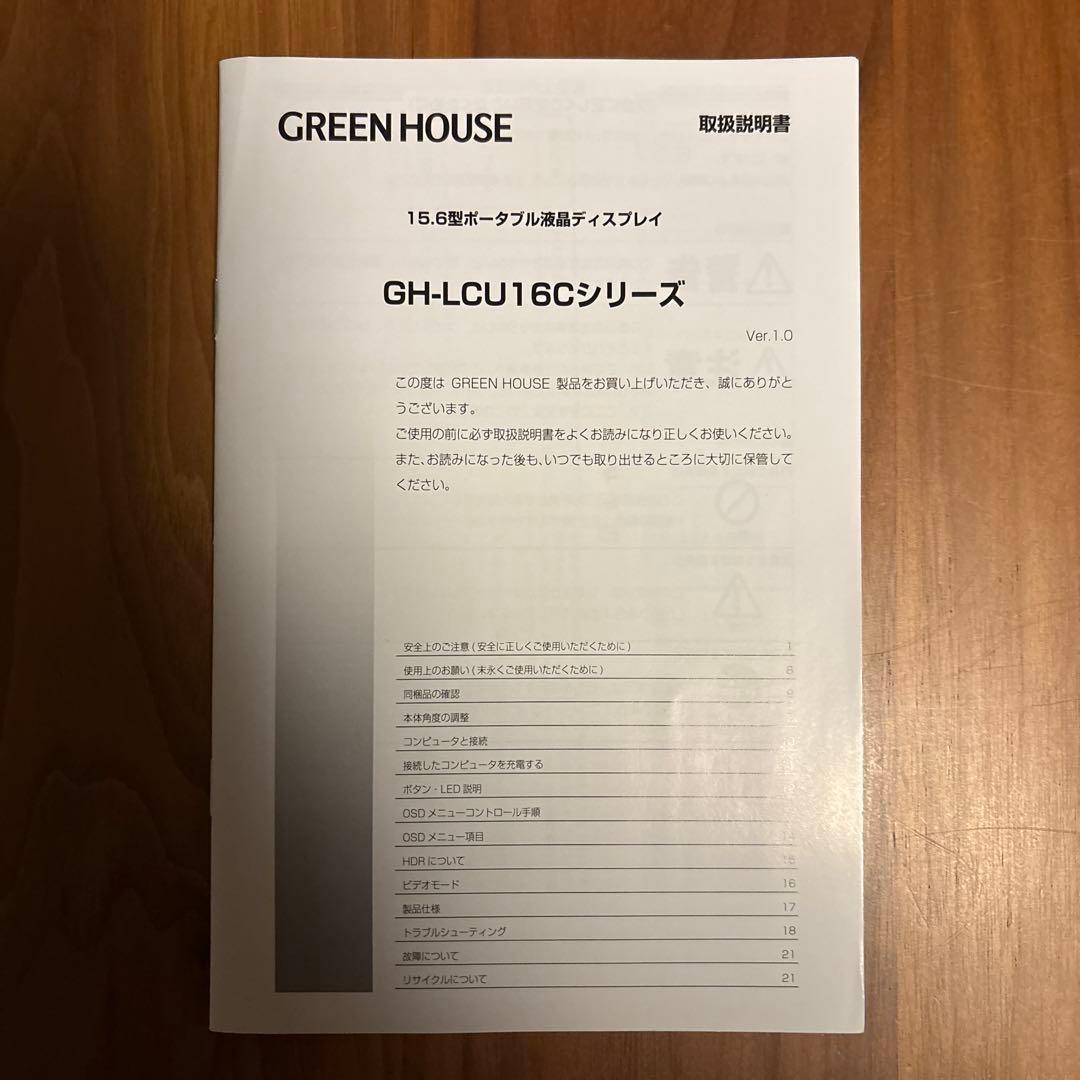 GREEN HOUSE
取扱説明書
15.6型ポータブル液晶ディスプレイ
GH-LCU16Cシリーズ
Ver.1.0
この度は GREEN HOUSE 製品をお買い上げいただき、誠にありがと
うございます。
ご使用の前に必ず取扱説明書をよくお読みになり正しくお使いください。
また、お読みになった後も、いつでも取り出せるところに大切に保管して
ください。
安全上のご注意 ( 安全に正しくご使用いただくために ) 1
使用上のお願い ( 末永くご使用いただくために )
同梱品の確認 9
本体角度の調整
コンピュータと接続
接続したコンピュータを充電する
ボタン・LED 説明
OSD メニューコントロール手順
OSD メニュー項目 14
HDR について 15
ビデオモード 16
製品仕様 17
トラブルシューティング 18
故障について 21
リサイクルについて 21